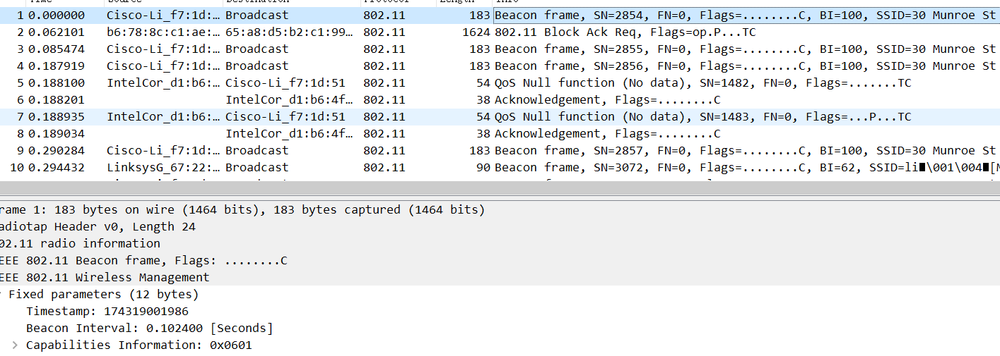 Time Source Destination Protocol Length Info
1 0.000000 Cisco-Li_f7:1d:… Broadcast 802.11 183 Beacon frame, SN=2854, FN=0, Flags=........C, BI=100, SSID=30 Munroe St
2 0.062101 b6:78:8c:c1:ae:… 65:a8:d5:b2:c1:99… 802.11 1624 802.11 Block Ack Req, Flags=op.P...TC
3 0.085474 Cisco-Li_f7:1d:… Broadcast 802.11 183 Beacon frame, SN=2855, FN=0, Flags=........C, BI=100, SSID=30 Munroe St
4 0.187919 Cisco-Li_f7:1d:… Broadcast 802.11 183 Beacon frame, SN=2856, FN=0, Flags=........C, BI=100, SSID=30 Munroe St
5 0.188100 IntelCor_d1:b6:… Cisco-Li_f7:1d:51 802.11 54 QoS Null function (No data), SN=1482, FN=0, Flags=.......TC
6 0.188201 IntelCor_d1:b6:4f… 802.11 38 Acknowledgement, Flags=........C
7 0.188935 IntelCor_d1:b6:… Cisco-Li_f7:1d:51 802.11 54 QoS Null function (No data), SN=1483, FN=0, Flags=...P...TC
8 0.189034 IntelCor_d1:b6:4f… 802.11 38 Acknowledgement, Flags=........C
9 0.290284 Cisco-Li_f7:1d:… Broadcast 802.11 183 Beacon frame, SN=2857, FN=0, Flags=........C, BI=100, SSID=30 Munroe St
10 0.294432 LinksysG_67:22:… Broadcast 802.11 90 Beacon frame, SN=3072, FN=0, Flags=........C, BI=62, SSID=li■\001\004■[M
rame 1: 183 bytes on wire (1464 bits), 183 bytes captured (1464 bits)
adiotap Header v0, Length 24
02.11 radio information
EEE 802.11 Beacon frame, Flags: ........C
EEE 802.11 Wireless Management
Fixed parameters (12 bytes)
Timestamp: 174319001986
Beacon Interval: 0.102400 [Seconds]
Capabilities Information: 0x0601